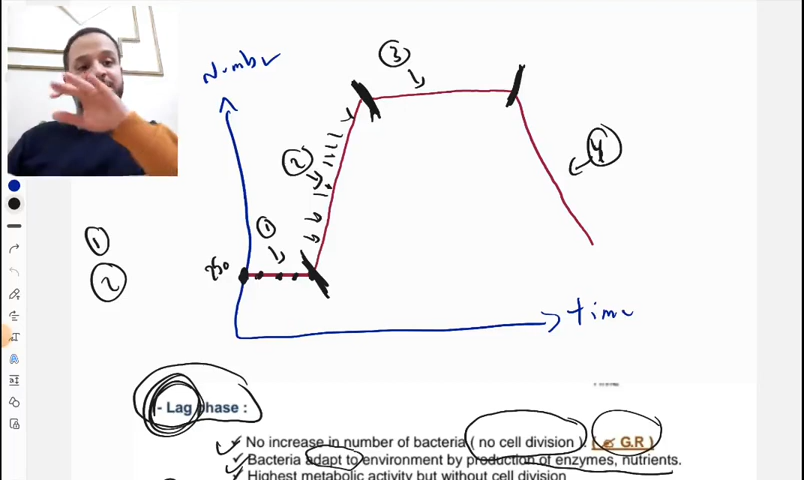 Number
③
②
④
①
①
②
time
- Lag phase :
No increase in number of bacteria ( no cell division ). ( G.R )
Bacteria adapt to environment by production of enzymes, nutrients.
Highest metabolic activity but without cell division